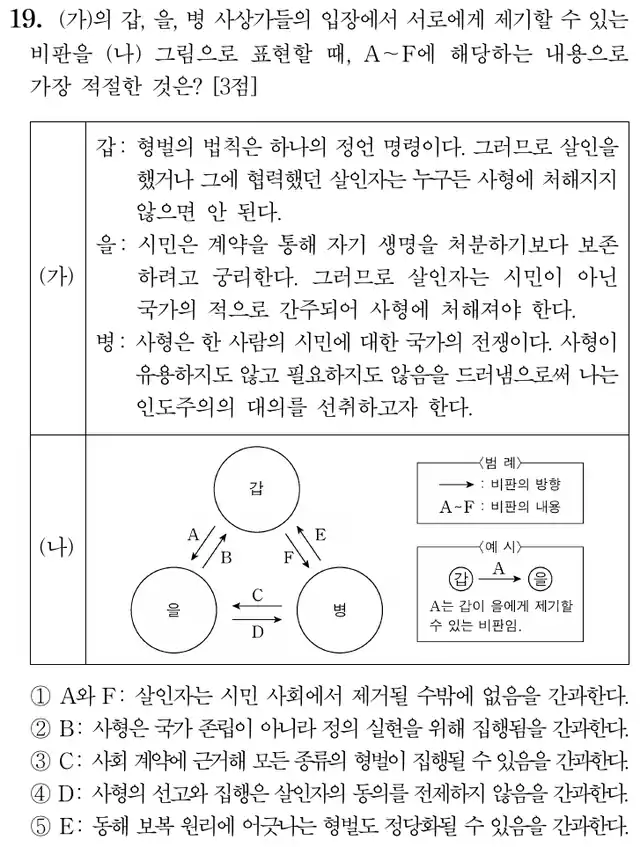 19. (가)의 갑, 을, 병 사상가들의 입장에서 서로에게 제기할 수 있는
비판을 (나) 그림으로 표현할 때, A~F에 해당하는 내용으로
가장 적절한 것은? [3점]
(가)
갑: 형벌의 법칙은 하나의 정언 명령이다. 그러므로 살인을
했거나 그에 협력했던 살인자는 누구든 사형에 처해지지
않으면 안 된다.
을: 시민은 계약을 통해 자기 생명을 처분하기보다 보존
하려고 궁리한다. 그러므로 살인자는 시민이 아닌
국가의 적으로 간주되어 사형에 처해져야 한다.
병: 사형은 한 사람의 시민에 대한 국가의 전쟁이다. 사형이
유용하지도 않고 필요하지도 않음을 드러냄으로써 나는
인도주의의 대의를 선취하고자 한다.
(나)
갑
A
B
E
F
을
C
D
병
<범 례>
→ : 비판의 방향
A~F : 비판의 내용
<예 시>
갑 A 을
A는 갑이 을에게 제기할
수 있는 비판임.
① A와 F: 살인자는 시민 사회에서 제거될 수밖에 없음을 간과한다.
② B: 사형은 국가 존립이 아니라 정의 실현을 위해 집행됨을 간과한다.
③ C: 사회 계약에 근거해 모든 종류의 형벌이 집행될 수 있음을 간과한다.
④ D: 사형의 선고와 집행은 살인자의 동의를 전제하지 않음을 간과한다.
⑤ E: 동해 보복 원리에 어긋나는 형벌도 정당화될 수 있음을 간과한다.